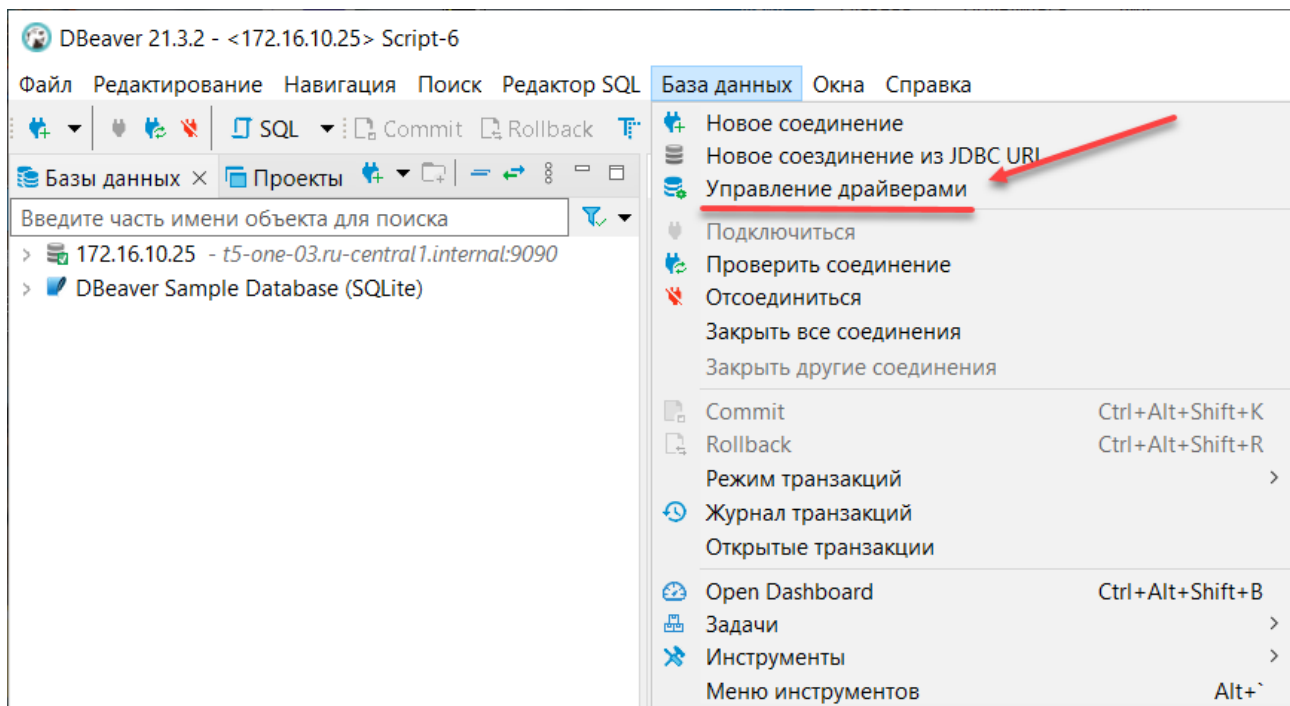 DBeaver 21.3.2 - <172.16.10.25> Script-6
Файл Редактирование Навигация Поиск Редактор SQL База данных Окна Справка
SQL Commit Rollback
Базы данных Проекты
Введите часть имени объекта для поиска
172.16.10.25 - t5-one-03.ru-central1.internal:9090
DBeaver Sample Database (SQLite)
Новое соединение
Новое соездинение из JDBC URL
Управление драйверами
Подключиться
Проверить соединение
Отсоединиться
Закрыть все соединения
Закрыть другие соединения
Commit Ctrl+Alt+Shift+K
Rollback Ctrl+Alt+Shift+R
Режим транзакций
Журнал транзакций
Открытые транзакции
Open Dashboard Ctrl+Alt+Shift+B
Задачи
Инструменты
Меню инструментов Alt+`